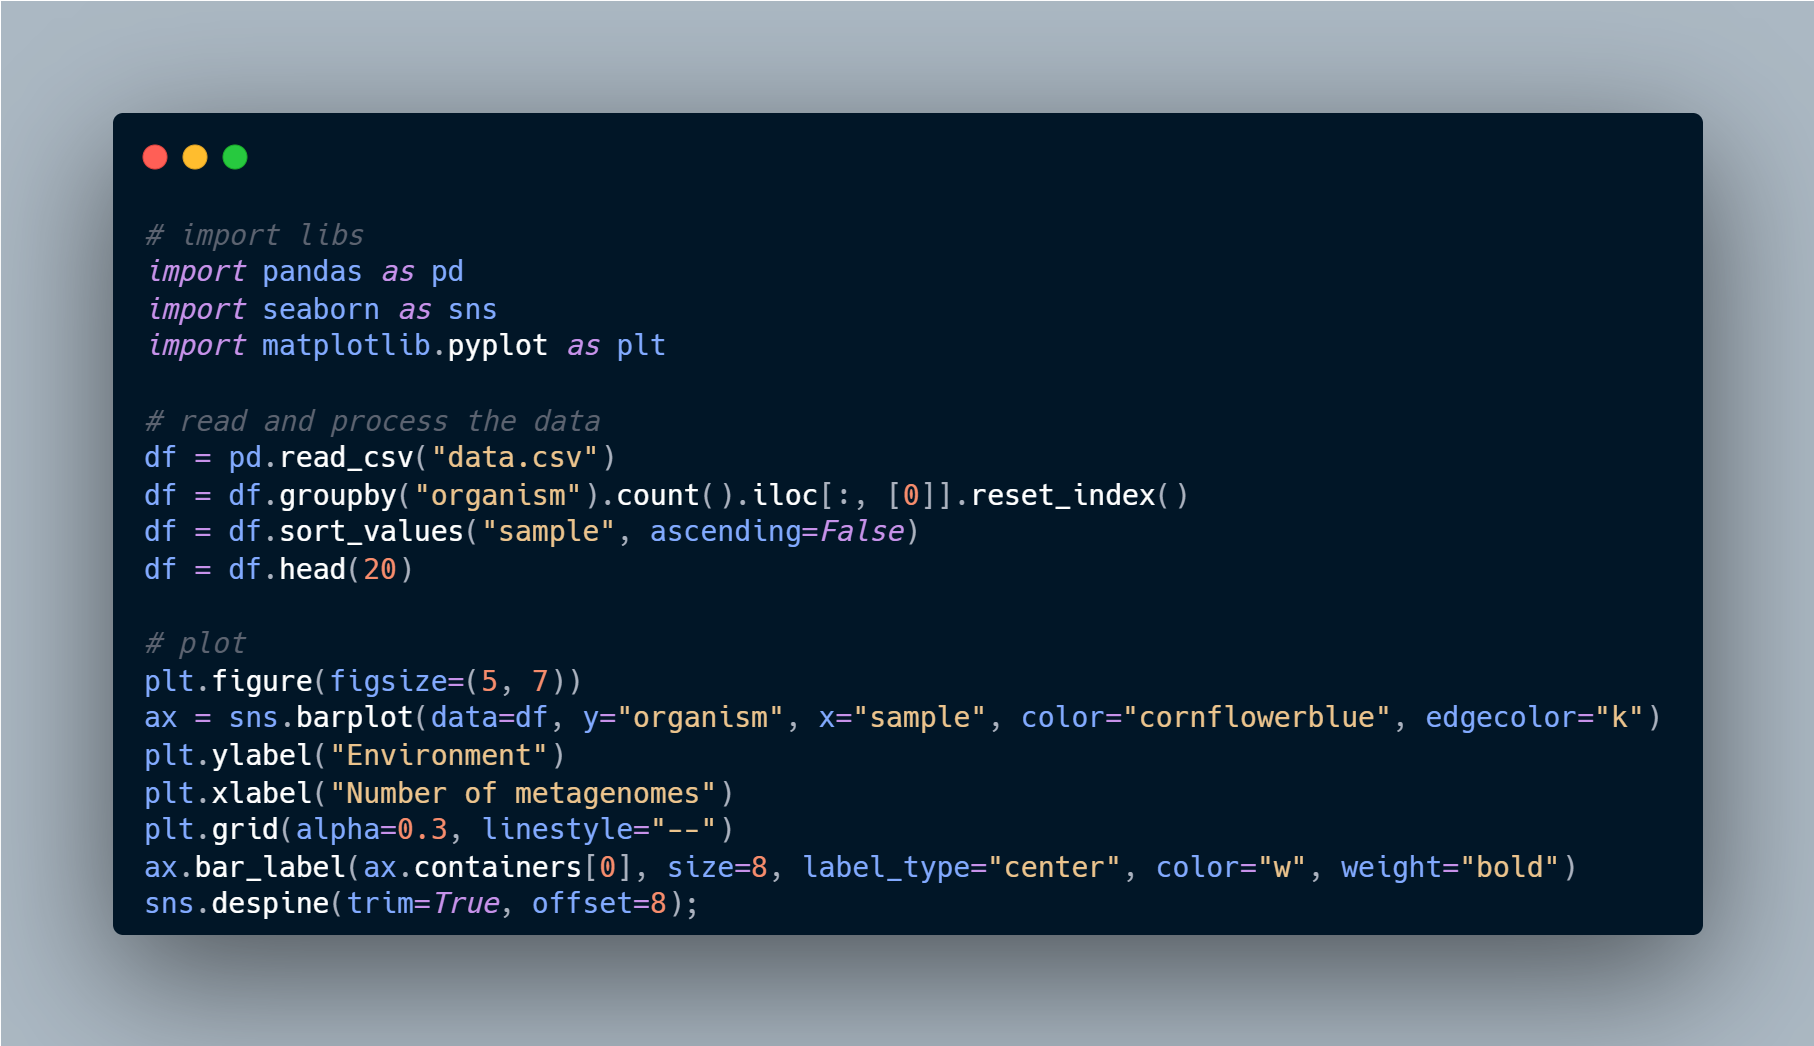 # import libs
import pandas as pd
import seaborn as sns
import matplotlib.pyplot as plt
# read and process the data
df = pd.read_csv("data.csv")
df = df.groupby("organism").count().iloc[:, [0]].reset_index()
df = df.sort_values("sample", ascending=False)
df = df.head(20)
# plot
plt.figure(figsize=(5, 7))
ax = sns.barplot(data=df, y="organism", x="sample", color="cornflowerblue", edgecolor="k")
plt.ylabel("Environment")
plt.xlabel("Number of metagenomes")
plt.grid(alpha=0.3, linestyle="--")
ax.bar_label(ax.containers[0], size=8, label_type="center", color="w", weight="bold")
sns.despine(trim=True, offset=8);